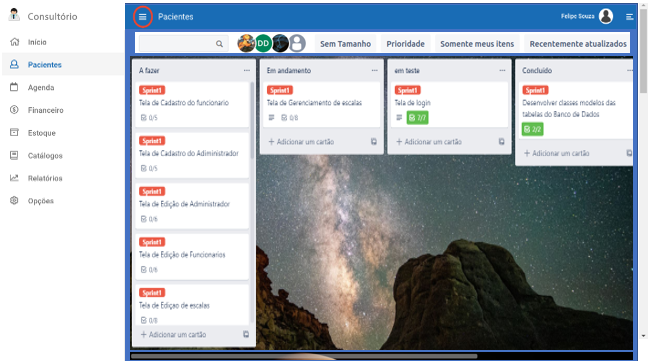 Consultório
Início
Pacientes
Agenda
Financeiro
Estoque
Catálogos
Relatórios
Opções
Pacientes
Felipe Souza
DD
Sem Tamanho
Prioridade
Somente meus itens
Recentemente atualizados
A fazer
Sprint1
Tela de Cadastro do funcionario
0/5
Sprint1
Tela de Cadastro do Adiministrador
0/5
Sprint1
Tela de Edição de Administrador
0/6
Sprint1
Tela de Edição de Funcionarios
0/6
Sprint1
Tela de Ediçao de escalas
0/8
+ Adicionar um cartão
Em andamento
Sprint1
Tela de Gerenciamento de escalas
0/8
+ Adicionar um cartão
em teste
Sprint1
Tela de login
7/7
+ Adicionar um cartão
Concluido
Sprint1
Desenvolver classes modelos das
tabelas do Banco de Dados
2/2
+ Adicionar um cartão